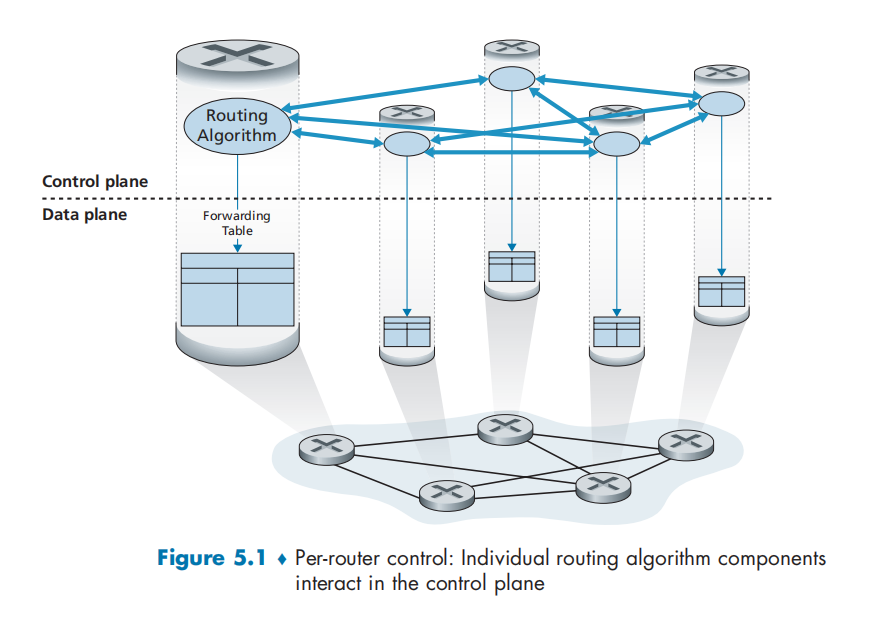 Routing
Algorithm
Control plane
Data plane
Forwarding
Table
Figure 5.1 ♦ Per-router control: Individual routing algorithm components
interact in the control plane